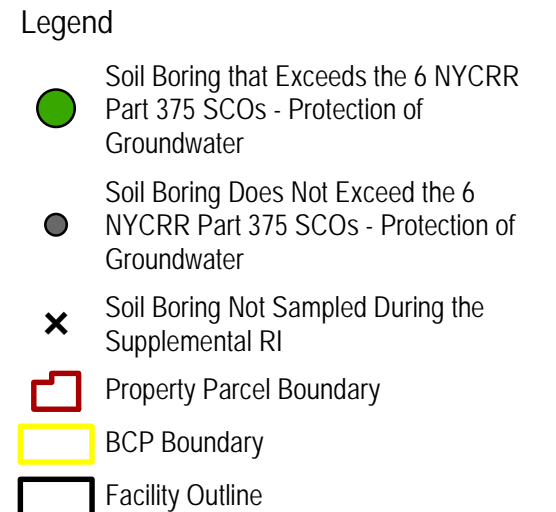 Legend
Soil Boring that Exceeds the 6 NYCRR
Part 375 SCOs - Protection of
Groundwater
Soil Boring Does Not Exceed the 6
NYCRR Part 375 SCOs - Protection of
Groundwater
Soil Boring Not Sampled During the
Supplemental RI
Property Parcel Boundary
BCP Boundary
Facility Outline